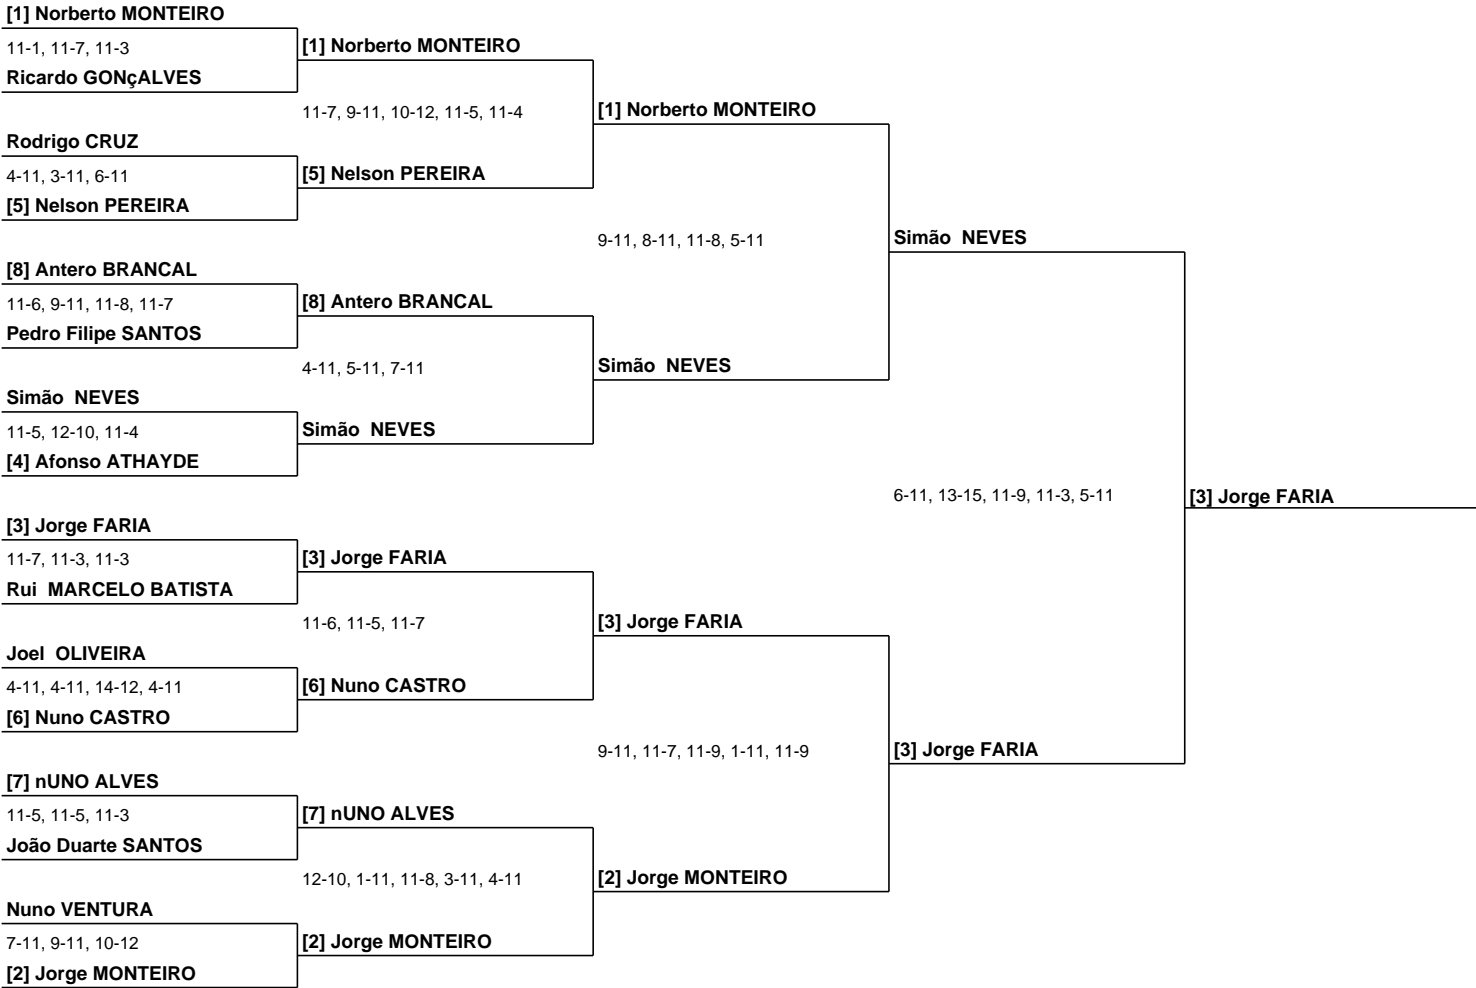 [1] Norberto MONTEIRO
11-1, 11-7, 11-3
Ricardo GONçALVES
Rodrigo CRUZ
4-11, 3-11, 6-11
[5] Nelson PEREIRA
[8] Antero BRANCAL
11-6, 9-11, 11-8, 11-7
Pedro Filipe SANTOS
Simão  NEVES
11-5, 12-10, 11-4
[4] Afonso ATHAYDE
[3] Jorge FARIA
11-7, 11-3, 11-3
Rui  MARCELO BATISTA
Joel  OLIVEIRA
4-11, 4-11, 14-12, 4-11
[6] Nuno CASTRO
[7] nUNO ALVES
11-5, 11-5, 11-3
João Duarte SANTOS
Nuno VENTURA
7-11, 9-11, 10-12
[2] Jorge MONTEIRO
[1] Norberto MONTEIRO
11-7, 9-11, 10-12, 11-5, 11-4
[5] Nelson PEREIRA
[8] Antero BRANCAL
4-11, 5-11, 7-11
Simão  NEVES
[3] Jorge FARIA
11-6, 11-5, 11-7
[6] Nuno CASTRO
[7] nUNO ALVES
12-10, 1-11, 11-8, 3-11, 4-11
[2] Jorge MONTEIRO
[1] Norberto MONTEIRO
9-11, 8-11, 11-8, 5-11
Simão  NEVES
[3] Jorge FARIA
9-11, 11-7, 11-9, 1-11, 11-9
[2] Jorge MONTEIRO
Simão  NEVES
6-11, 13-15, 11-9, 11-3, 5-11
[3] Jorge FARIA
[3] Jorge FARIA